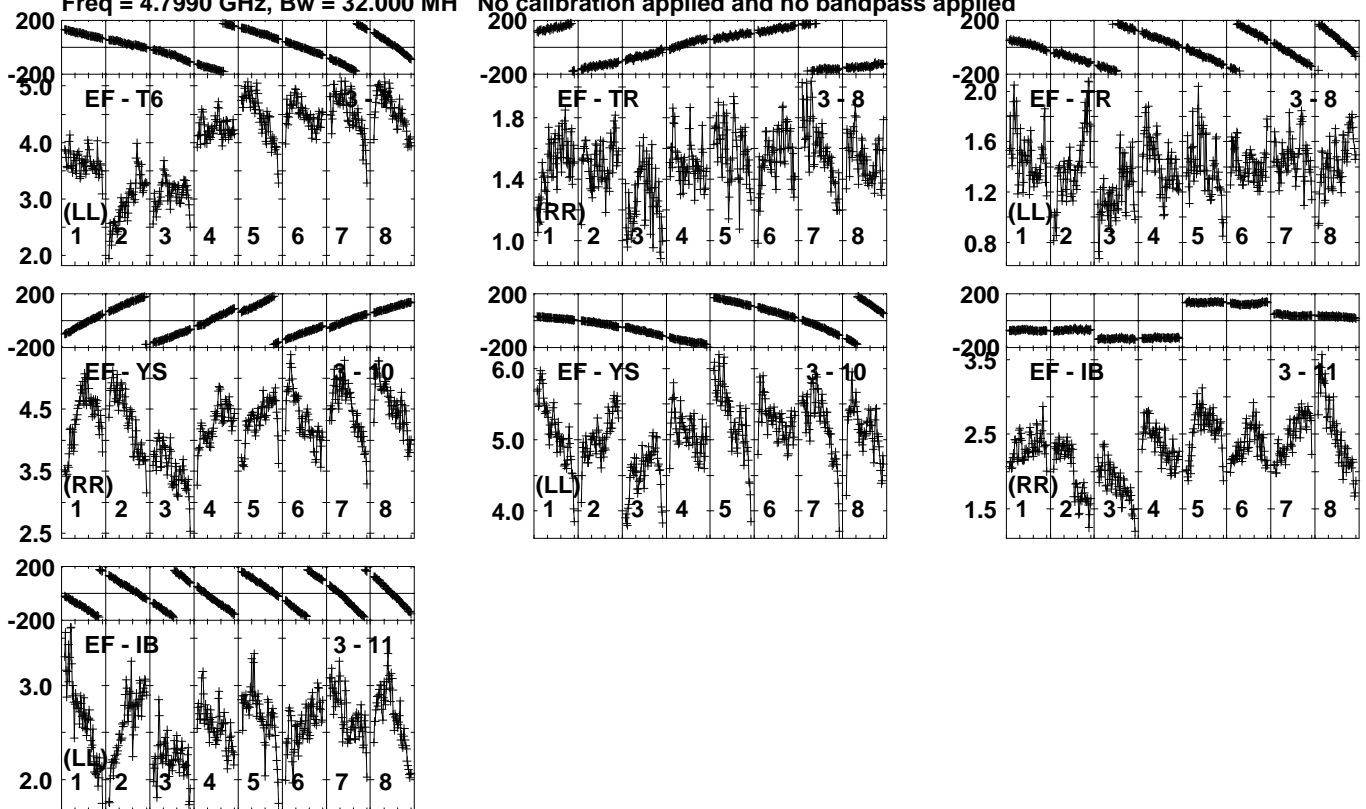 Freq = 4.7990 GHz, Bw = 32.000 MH No calibration applied and no bandpass applied
200
-200
5.0
EF - T6
4.0
3.0
(LL)
1 2 3 4 5 6 7 8
2.0
200
-200
EF - TR 3 - 8
1.8
1.4
(RR)
1.0
1 2 3 4 5 6 7 8
200
-200
2.0
EF - TR 3 - 8
1.6
1.2
(LL)
1 2 3 4 5 6 7 8
0.8
200
-200
EF - YS 3 - 10
4.5
3.5
(RR)
1 2 3 4 5 6 7 8
2.5
200
-200
6.0
EF - YS 3 - 10
5.0
(LL)
4.0
1 2 3 4 5 6 7 8
200
-200
3.5
EF - IB 3 - 11
2.5
(RR)
1.5
1 2 3 4 5 6 7 8
200
-200
EF - IB 3 - 11
3.0
(LL)
2.0
1 2 3 4 5 6 7 8